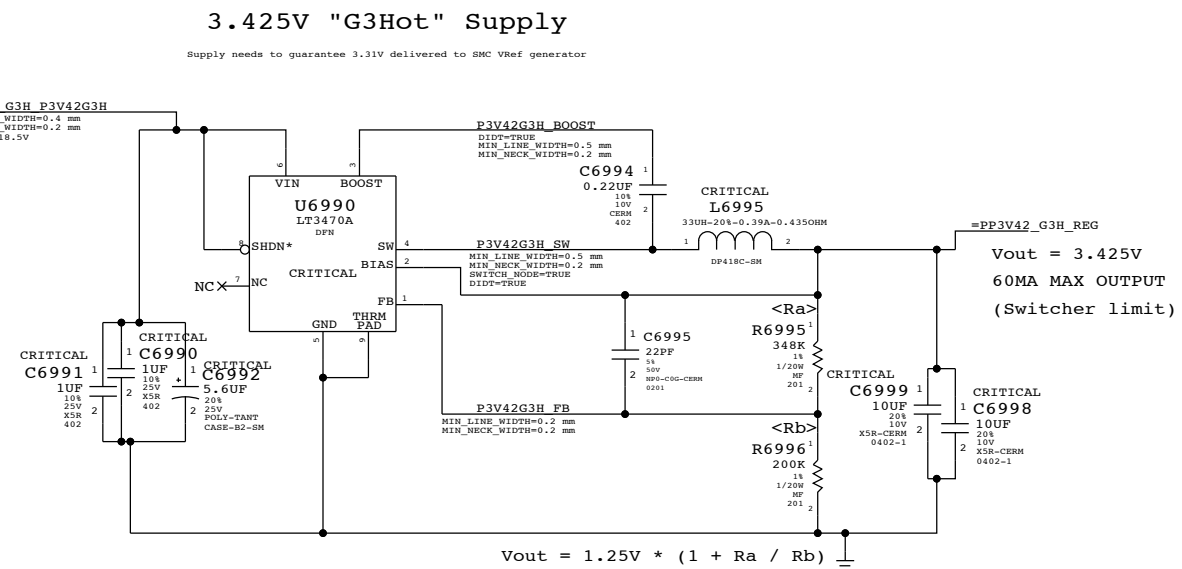 3.425V "G3Hot" Supply
Supply needs to guarantee 3.31V delivered to SMC VRef generator
G3H_P3V42G3H
WIDTH=0.4 mm
WIDTH=0.2 mm
18.5V
P3V42G3H_BOOST
DIDT=TRUE
MIN_LINE_WIDTH=0.5 mm
MIN_NECK_WIDTH=0.2 mm
6
3
VIN
BOOST
U6990
LT3470A
DFN
8
SHDN*
7
NC
NC
CRITICAL
SW
4
BIAS
2
FB
1
GND
THRM
PAD
5
9
C6994
1
0.22UF
10%
10V
CERM
402
2
P3V42G3H_SW
MIN_LINE_WIDTH=0.5 mm
MIN_NECK_WIDTH=0.2 mm
SWITCH_NODE=TRUE
DIDT=TRUE
CRITICAL
L6995
33UH-20%-0.39A-0.435OHM
1
2
DP418C-SM
=PP3V42_G3H_REG
Vout = 3.425V
60MA MAX OUTPUT
(Switcher limit)
CRITICAL
C6991
1
1UF
10%
25V
X5R
402
2
CRITICAL
C6990
1
1UF
10%
25V
X5R
402
2
CRITICAL
C6992
1
+
5.6UF
20%
25V
POLY-TANT
CASE-B2-SM
2
C6995
1
22PF
5%
50V
NP0-C0G-CERM
0201
2
<Ra>
R6995
1
348K
1%
1/20W
MF
201
2
P3V42G3H_FB
MIN_LINE_WIDTH=0.2 mm
MIN_NECK_WIDTH=0.2 mm
<Rb>
R6996
1
200K
1%
1/20W
MF
201
2
CRITICAL
C6999
1
10UF
20%
10V
X5R-CERM
0402-1
2
CRITICAL
C6998
1
10UF
20%
10V
X5R-CERM
0402-1
2
Vout = 1.25V * (1 + Ra / Rb)